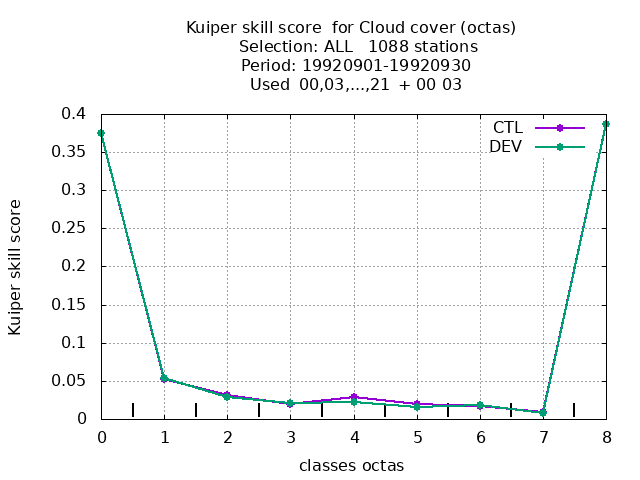 Kuiper skill score  for Cloud cover (octas)
Selection: ALL   1088 stations
Period: 19920901-19920930
Used  00,03,...,21  + 00 03
CTL
DEV
0.4
0.35
0.3
0.25
0.2
0.15
0.1
0.05
0
Kuiper skill score
0 1 2 3 4 5 6 7 8
classes octas